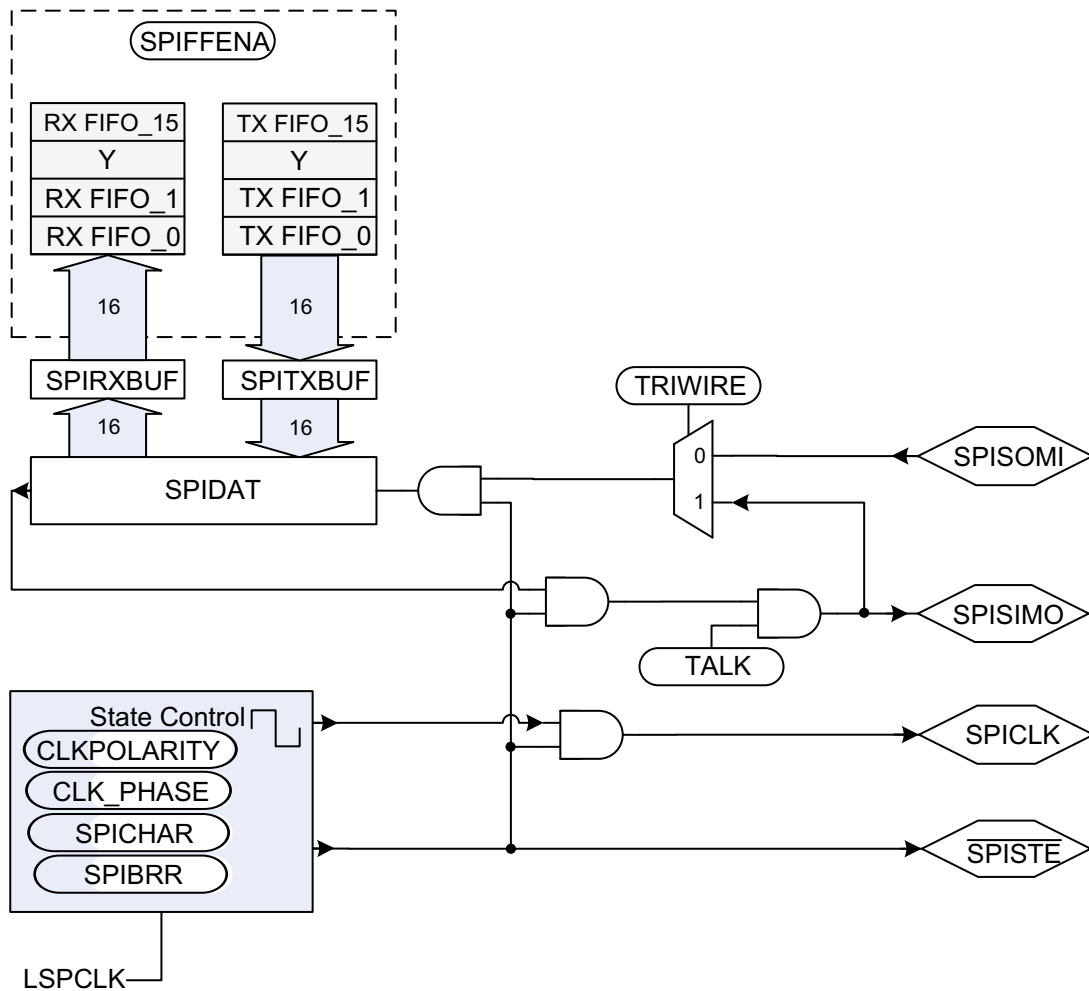 SPIFFENA
RX FIFO_15
Y
RX FIFO_1
RX FIFO_0
TX FIFO_15
Y
TX FIFO_1
TX FIFO_0
16
16
SPIRXBUF
SPITXBUF
16
16
SPIDAT
TRIWIRE
0
1
SPISOMI
SPISIMO
TALK
State Control
CLKPOLARITY
CLK_PHASE
SPICHAR
SPIBRR
SPICLK
SPISTE
LSPCLK